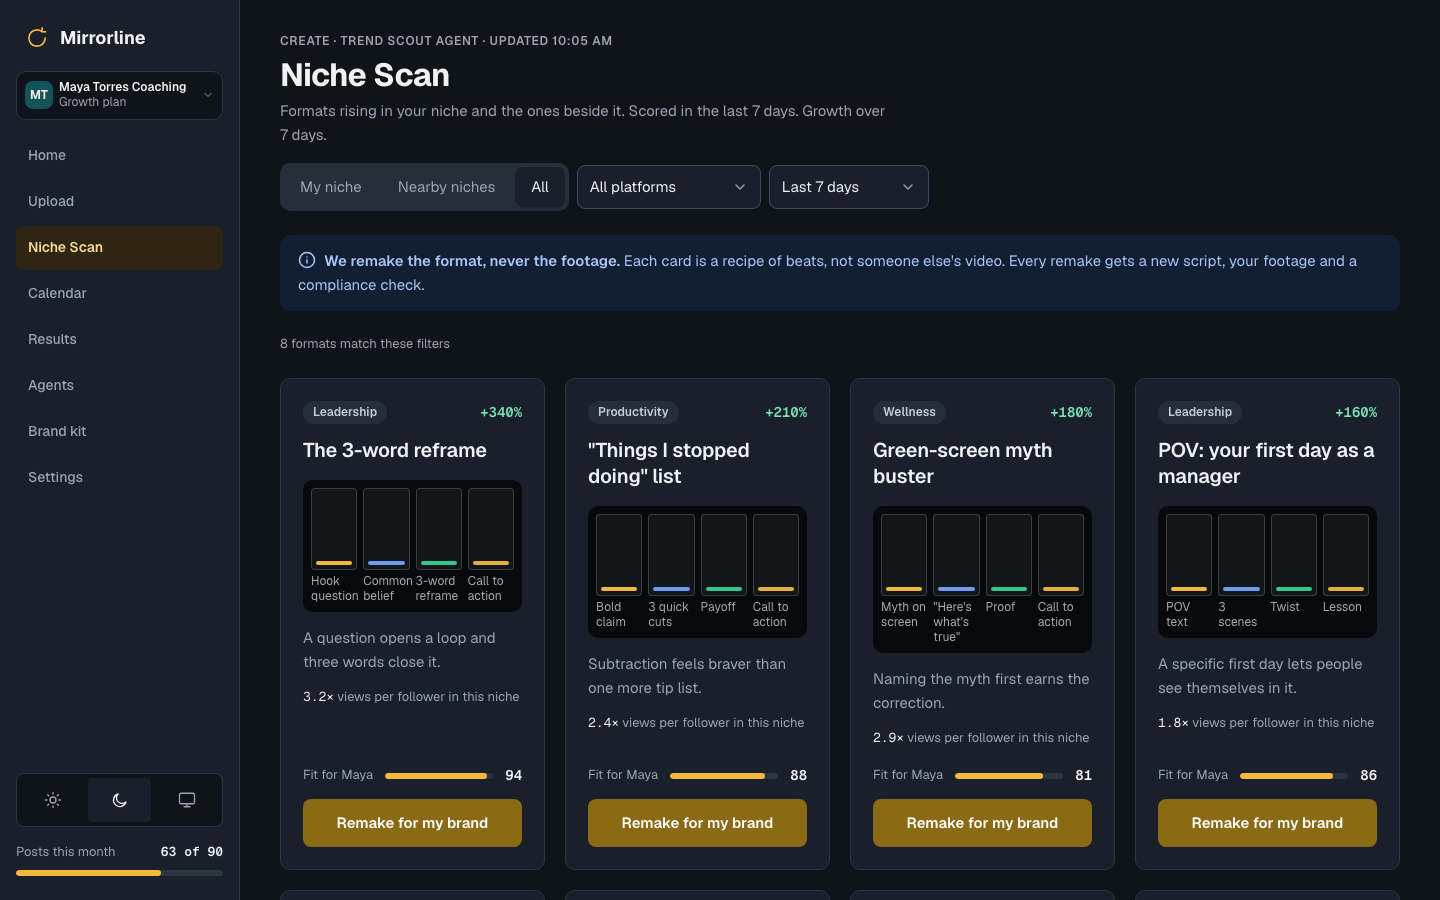 Mirrorline
MT
Maya Torres Coaching
Growth plan
Home
Upload
Niche Scan
Calendar
Results
Agents
Brand kit
Settings
Posts this month
63 of 90
CREATE · TREND SCOUT AGENT · UPDATED 10:05 AM
Niche Scan
Formats rising in your niche and the ones beside it. Scored in the last 7 days. Growth over
7 days.
My niche
Nearby niches
All
All platforms
Last 7 days
We remake the format, never the footage. Each card is a recipe of beats, not someone else's video. Every remake gets a new script, your footage and a
compliance check.
8 formats match these filters
Leadership
+340%
The 3-word reframe
Hook
question
Common
belief
3-word
reframe
Call to
action
A question opens a loop and
three words close it.
3.2× views per follower in this niche
Fit for Maya
94
Remake for my brand
Productivity
+210%
"Things I stopped
doing" list
Bold
claim
3 quick
cuts
Payoff
Call to
action
Subtraction feels braver than
one more tip list.
2.4× views per follower in this niche
Fit for Maya
88
Remake for my brand
Wellness
+180%
Green-screen myth
buster
Myth on
screen
"Here's
what's
true"
Proof
Call to
action
Naming the myth first earns the
correction.
2.9× views per follower in this niche
Fit for Maya
81
Remake for my brand
Leadership
+160%
POV: your first day as a
manager
POV
text
3
scenes
Twist
Lesson
A specific first day lets people
see themselves in it.
1.8× views per follower in this niche
Fit for Maya
86
Remake for my brand